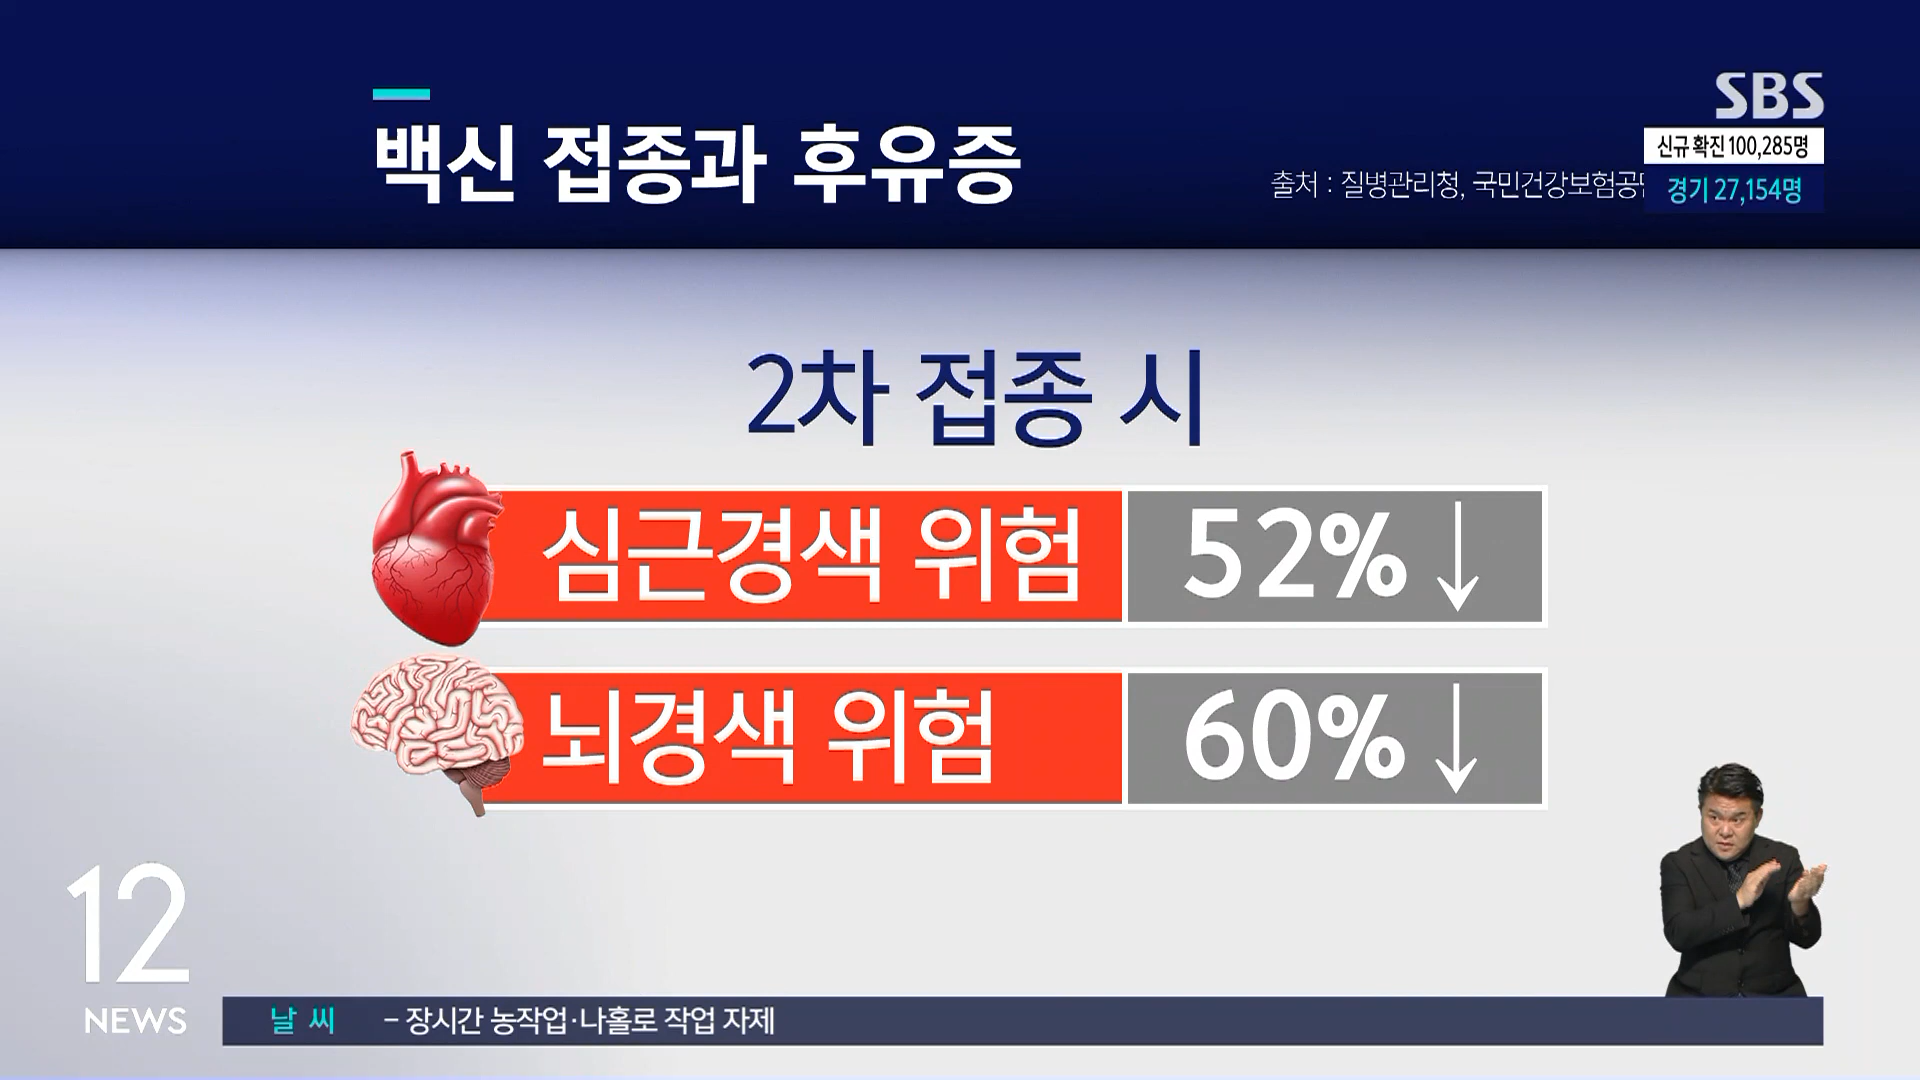 SBS
신규 확진 100,285명
경기 27,154명
백신 접종과 후유증
출처 : 질병관리청, 국민건강보험공단
2차 접종 시
심근경색 위험 52% ↓
뇌경색 위험 60% ↓
12
NEWS
날 씨 - 장시간 농작업·나홀로 작업 자제